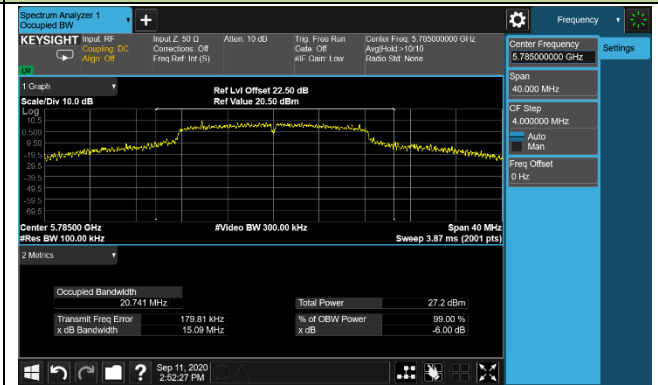 Spectrum Analyzer 1
Occupied BW
+
Frequency
KEYSIGHT
Input: RF
Coupling: DC
Align: Off
Input Z: 50 Ω
Corrections: Off
Freq Ref: Int (S)
Atten: 10 dB
Trig: Free Run
Gate: Off
#IF Gain: Low
Center Freq: 5.785000000 GHz
Avg|Hold:>10/10
Radio Std: None
Center Frequency
5.785000000 GHz
Settings
Span
40.000 MHz
CF Step
4.000000 MHz
Auto
Man
Freq Offset
0 Hz
1 Graph
Scale/Div 10.0 dB
Ref Lvl Offset 22.50 dB
Ref Value 20.50 dBm
Log
10.5
0.500
-9.50
-19.5
-29.5
-39.5
-49.5
-59.5
-69.5
Center 5.78500 GHz
#Res BW 100.00 kHz
#Video BW 300.00 kHz
Span 40 MHz
Sweep 3.87 ms (2001 pts)
2 Metrics
Occupied Bandwidth
20.741 MHz
Transmit Freq Error 179.81 kHz
x dB Bandwidth 15.09 MHz
Total Power 27.2 dBm
% of OBW Power 99.00 %
x dB -6.00 dB
?
Sep 11, 2020
2:52:27 PM